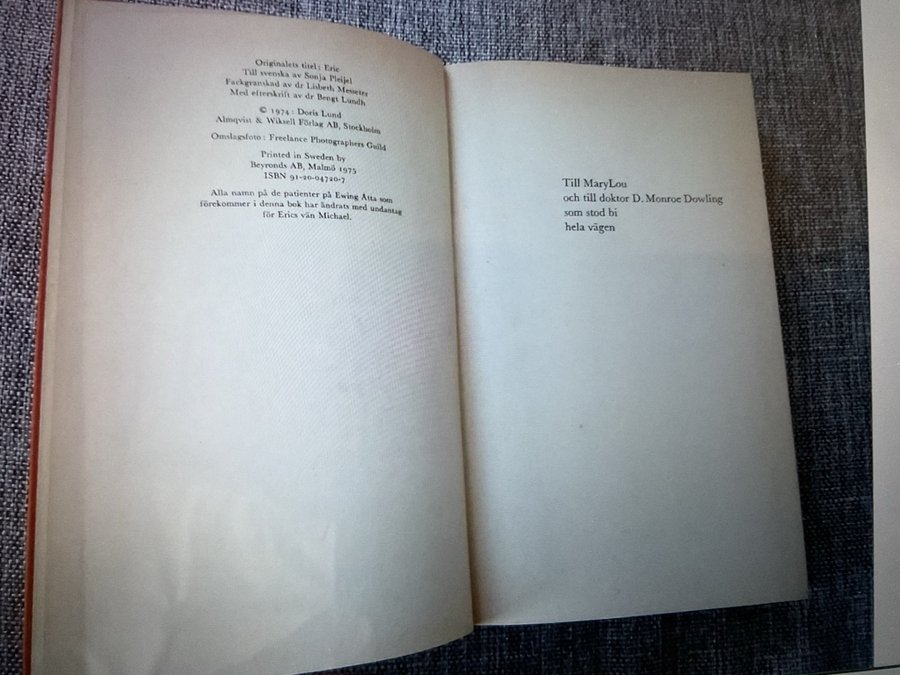 Originalets titel: Eric
Till svenska av Sonja Pleijel
Fackgranskad av dr Lisbeth Messeter
Med efterskrift av dr Bengt Lundh
© 1974: Doris Lund
Almqvist & Wiksell Förlag AB, Stockholm
Omslagsfoto: Freelance Photographers Guild
Printed in Sweden by
Beyronds AB, Malmö 1975
ISBN 91-20-04720-7
Alla namn på de patienter på Ewing Åtta som
förekommer i denna bok har ändrats med undantag
för Erics vän Michael.
Till MaryLou
och till doktor D. Monroe Dowling
som stod bi
hela vägen